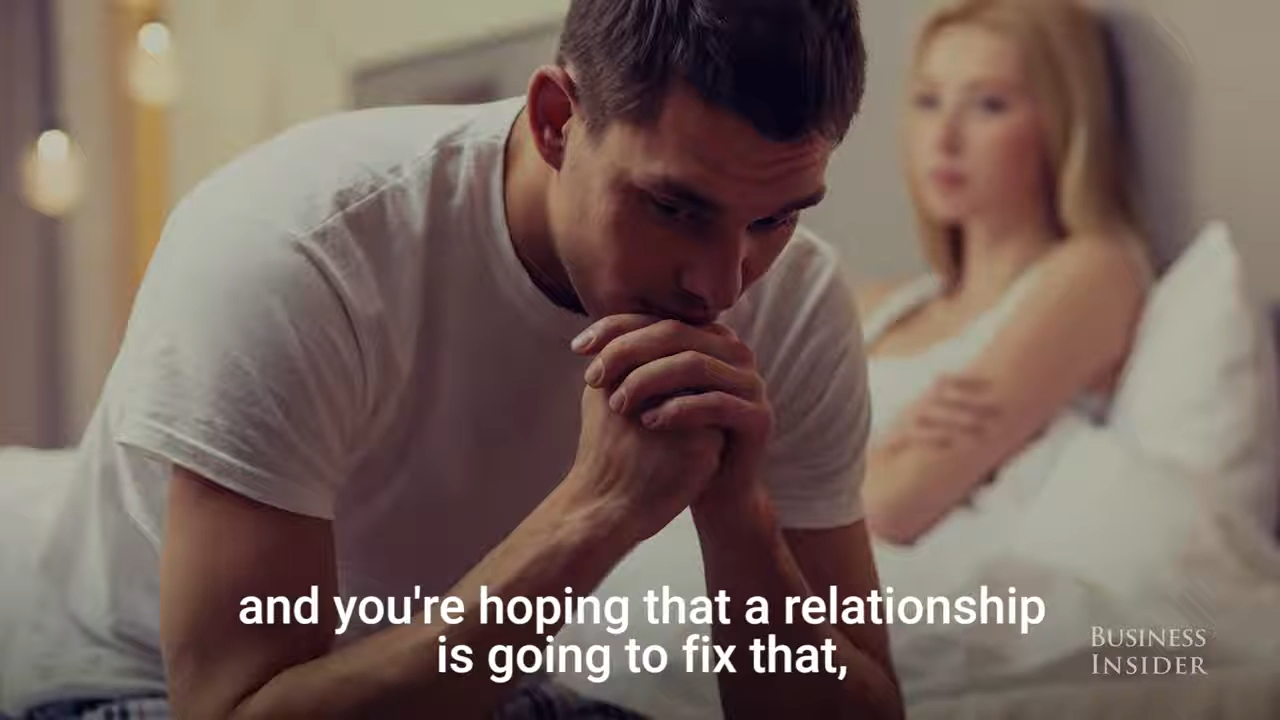 and you're hoping that a relationship
is going to fix that,
BUSINESS
INSIDER